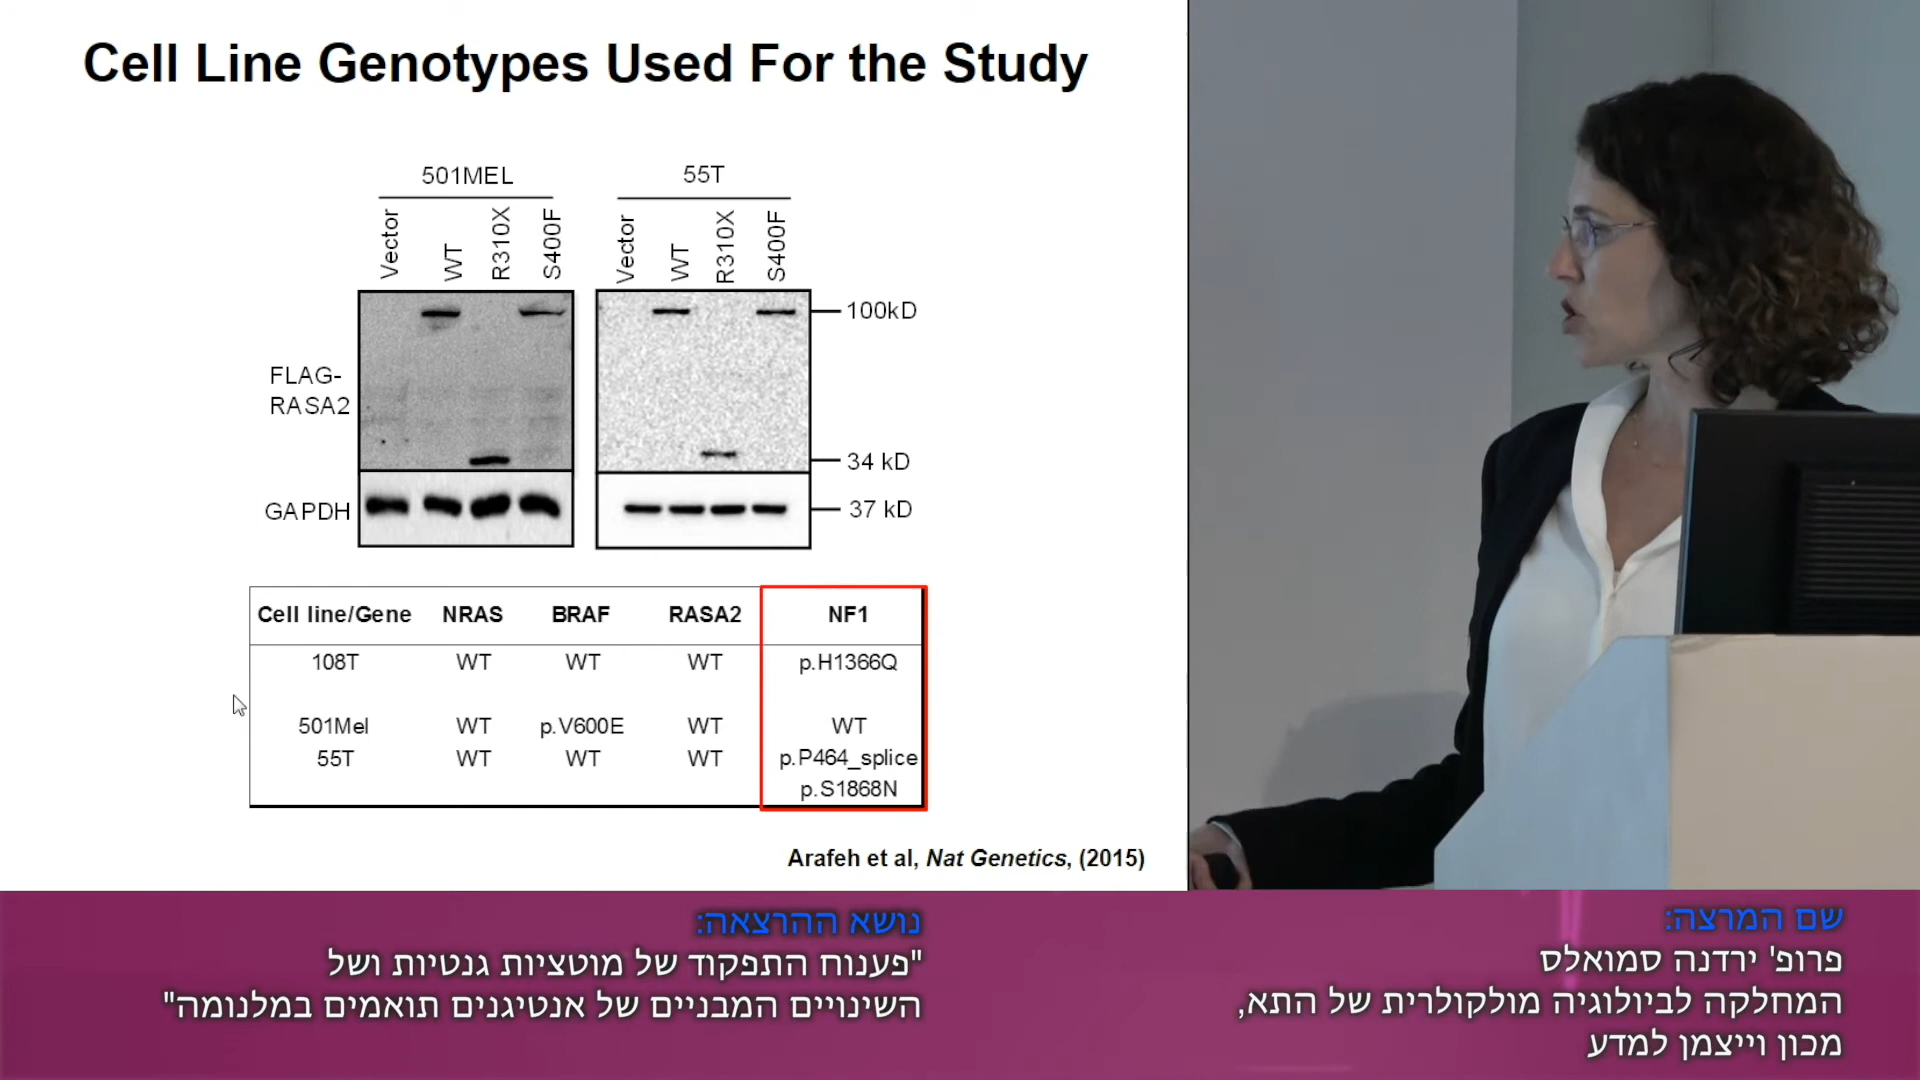 Cell Line Genotypes Used For the Study
501MEL
55T
Vector WT R310X S400F
Vector WT R310X S400F
100kD
FLAG-
RASA2
34 kD
GAPDH
37 kD
Cell line/Gene NRAS BRAF RASA2 NF1
108T WT WT WT p.H1366Q
501Mel WT p.V600E WT WT
55T WT WT WT p.P464_splice
p.S1868N
Arafeh et al, Nat Genetics, (2015)
שם המרצה:
פרופ' ירדנה סמואלס
המחלקה לביולוגיה מולקולרית של התא,
מכון וייצמן למדע
נושא ההרצאה:
"פענוח התפקוד של מוטציות גנטיות ושל
השינויים המבניים של אנטיגנים תואמים במלנומה"